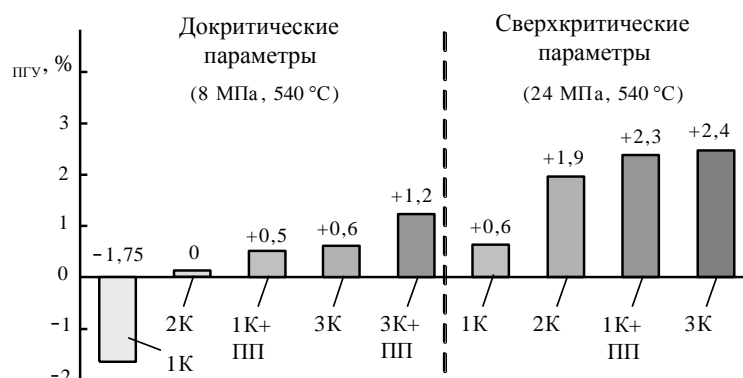 Докритические
параметры
(8 МПа, 540 °C)
Сверхкритические
параметры
(24 МПа, 540 °C)
ПГУ, %
3
2
1
0
−1
−2
−1,75
0
+0,5
+0,6
+1,2
+0,6
+1,9
+2,3
+2,4
1К
2К
1К+
ПП
3К
3К+
ПП
1К
2К
1К+
ПП
3К